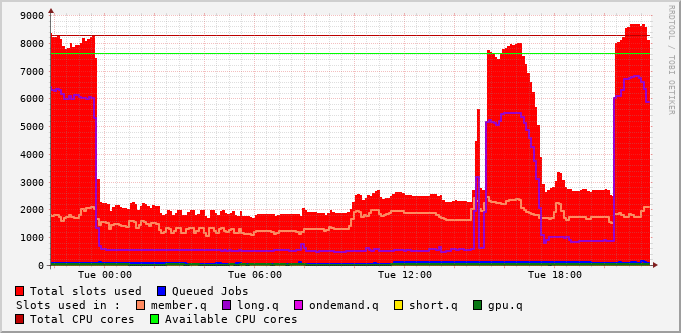 9000
8000
7000
6000
5000
4000
3000
2000
1000
0
Tue 00:00 Tue 06:00 Tue 12:00 Tue 18:00
RRDTOOL / TOBI OETIKER
Total slots used Queued Jobs
Slots used in : member.q long.q ondemand.q short.q gpu.q
Total CPU cores Available CPU cores